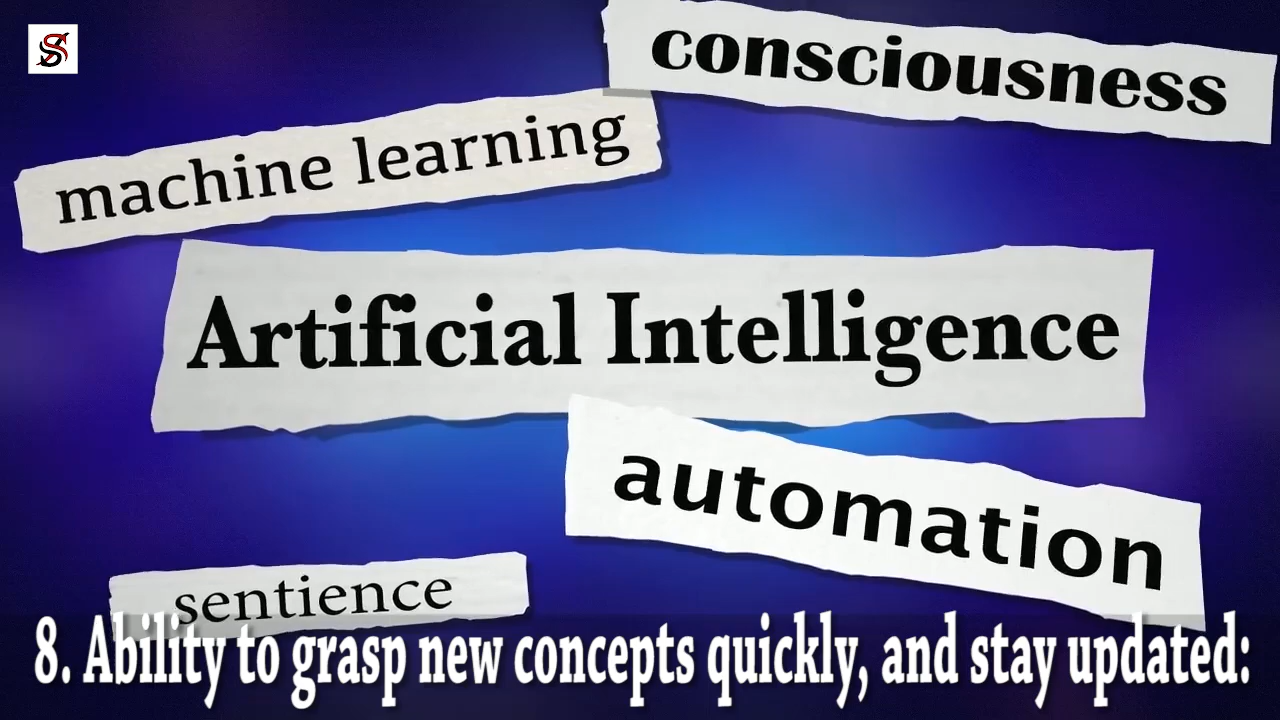 consciousness
machine learning
Artificial Intelligence
automation
sentience
8. Ability to grasp new concepts quickly, and stay updated: